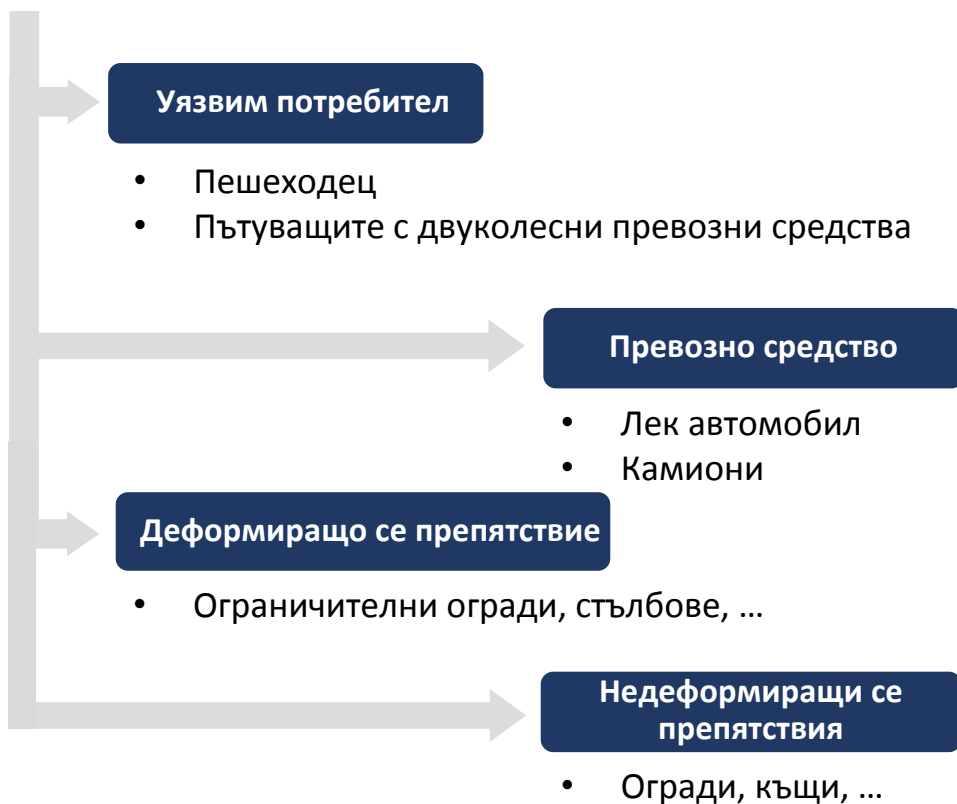 Уязвим потребител
• Пешеходец
• Пътуващите с двуколесни превозни средства
Превозно средство
• Лек автомобил
• Камиони
Деформиращо се препятствие
• Ограничителни огради, стълбове, ...
Недеформиращи се
препятствия
• Огради, къщи, ...